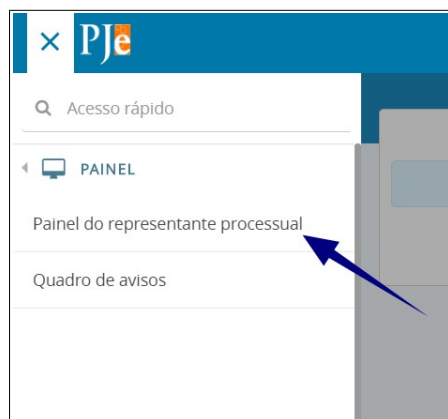 × PJe
Acesso rápido
PAINEL
Painel do representante processual
Quadro de avisos